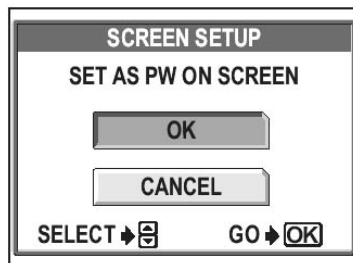 SCREEN SETUP
SET AS PW ON SCREEN
OK
CANCEL
SELECT GO OK